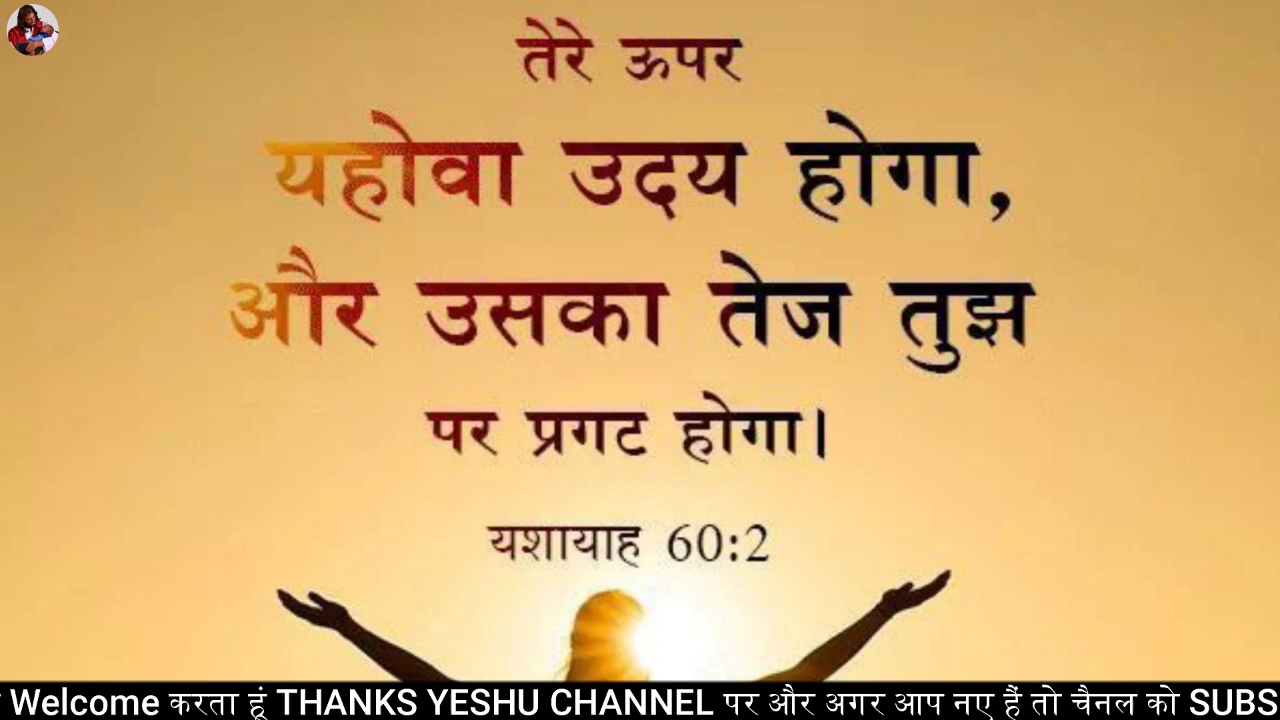 तेरे ऊपर
यहोवा उदय होगा,
और उसका तेज तुझ
पर प्रगट होगा।
यशायाह 60:2
Welcome करता हूं THANKS YESHU CHANNEL पर और अगर आप नए हैं तो चैनल को SUBS